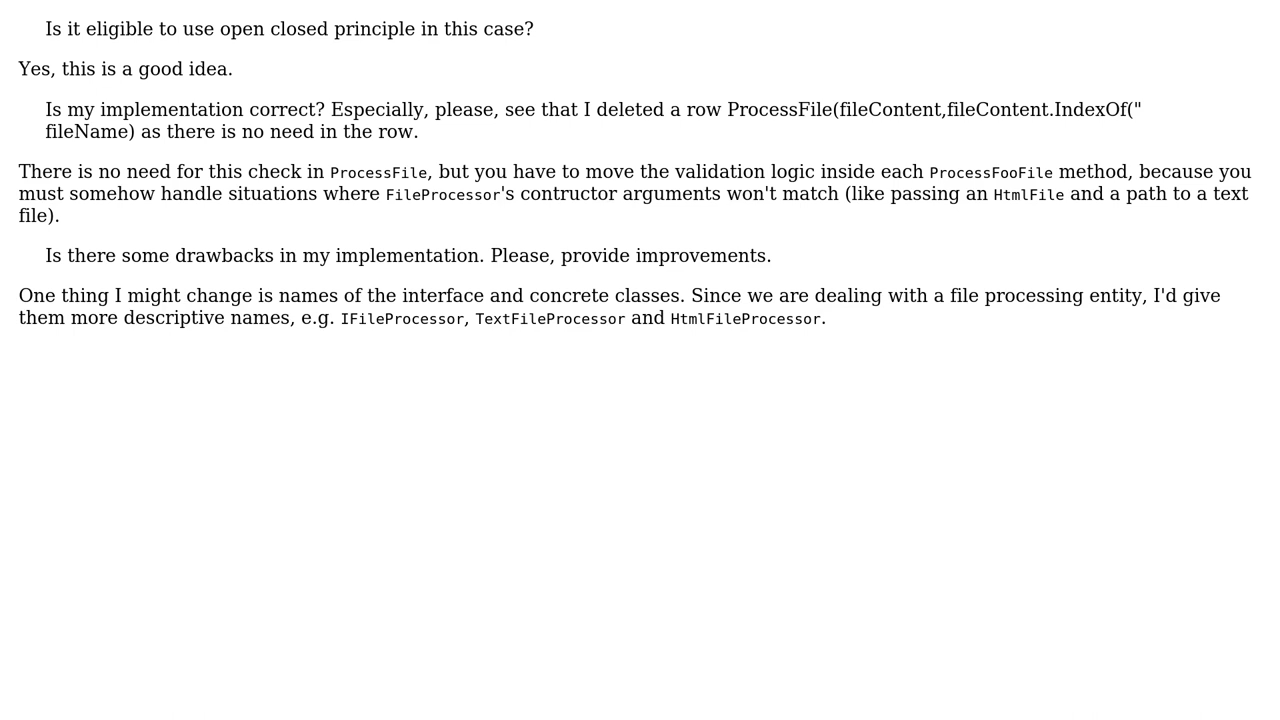 Is it eligible to use open closed principle in this case?
Yes, this is a good idea.
Is my implementation correct? Especially, please, see that I deleted a row ProcessFile(fileContent,fileContent.IndexOf("
fileName) as there is no need in the row.
There is no need for this check in ProcessFile, but you have to move the validation logic inside each ProcessFooFile method, because you
must somehow handle situations where FileProcessor's contructor arguments won't match (like passing an HtmlFile and a path to a text
file).
Is there some drawbacks in my implementation. Please, provide improvements.
One thing I might change is names of the interface and concrete classes. Since we are dealing with a file processing entity, I'd give
them more descriptive names, e.g. IFileProcessor, TextFileProcessor and HtmlFileProcessor.